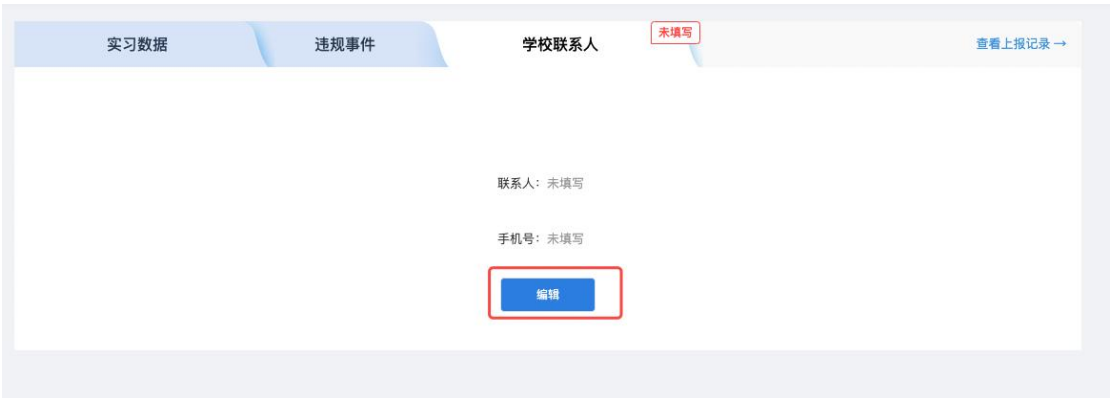 实习数据
违规事件
学校联系人
未填写
查看上报记录→
联系人：未填写
手机号：未填写
编辑